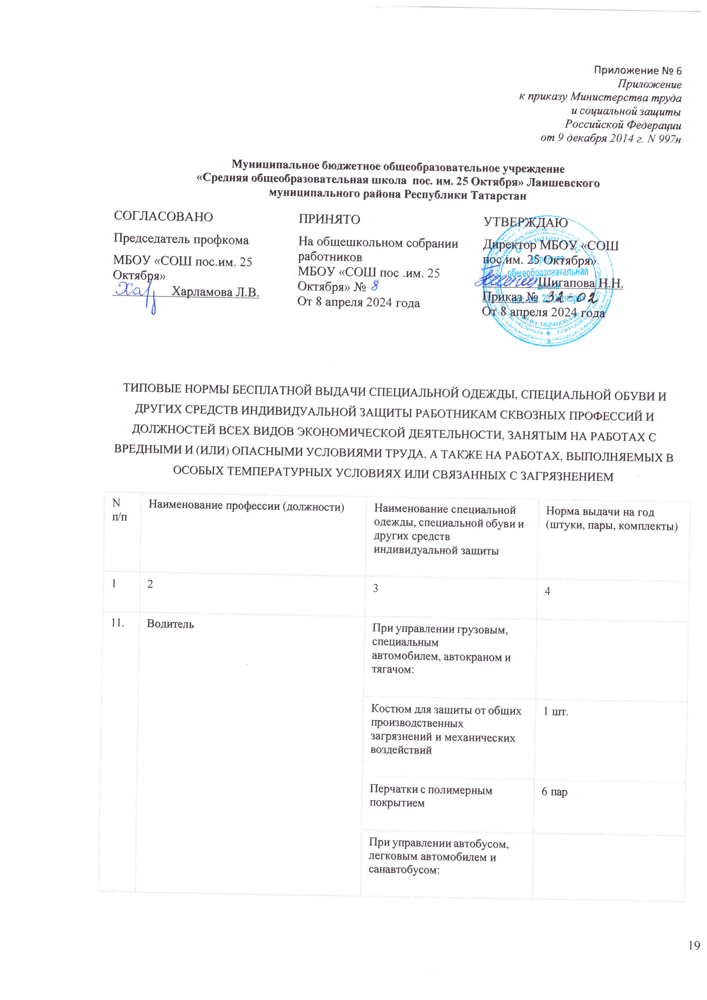 Приложение № 6
Приложение
к приказу Министерства труда
и социальной защиты
Российской Федерации
от 9 декабря 2014 г. N 997н
Муниципальное бюджетное общеобразовательное учреждение
«Средняя общеобразовательная школа пос. им. 25 Октября» Лаишевского
муниципального района Республики Татарстан
СОГЛАСОВАНО
Председатель профкома
МБОУ «СОШ пос.им. 25
Октября»
Харламова Л.В.
ПРИНЯТО
На общешкольном собрании
работников
МБОУ «СОШ пос .им. 25
Октября» № 8
От 8 апреля 2024 года
УТВЕРЖДАЮ
Директор МБОУ «СОШ
пос.им. 25 Октября»
Шигапова Н.Н.
Приказ № 32-02
От 8 апреля 2024 года
«Средняя
общеобразовательная
школа
пос. им. 25 Октября
ТИПОВЫЕ НОРМЫ БЕСПЛАТНОЙ ВЫДАЧИ СПЕЦИАЛЬНОЙ ОДЕЖДЫ, СПЕЦИАЛЬНОЙ ОБУВИ И
ДРУГИХ СРЕДСТВ ИНДИВИДУАЛЬНОЙ ЗАЩИТЫ РАБОТНИКАМ СКВОЗНЫХ ПРОФЕССИЙ И
ДОЛЖНОСТЕЙ ВСЕХ ВИДОВ ЭКОНОМИЧЕСКОЙ ДЕЯТЕЛЬНОСТИ, ЗАНЯТЫМ НА РАБОТАХ С
ВРЕДНЫМИ И (ИЛИ) ОПАСНЫМИ УСЛОВИЯМИ ТРУДА, А ТАКЖЕ НА РАБОТАХ, ВЫПОЛНЯЕМЫХ В
ОСОБЫХ ТЕМПЕРАТУРНЫХ УСЛОВИЯХ ИЛИ СВЯЗАННЫХ С ЗАГРЯЗНЕНИЕМ
N
п/п
Наименование профессии (должности)
Наименование специальной
одежды, специальной обуви и
других средств
индивидуальной защиты
Норма выдачи на год
(штуки, пары, комплекты)
1
2
3
4
11.
Водитель
При управлении грузовым,
специальным
автомобилем, автокраном и
тягачом:
Костюм для защиты от общих
производственных
загрязнений и механических
воздействий
1 шт.
Перчатки с полимерным
покрытием
6 пар
При управлении автобусом,
легковым автомобилем и
санавтобусом:
19